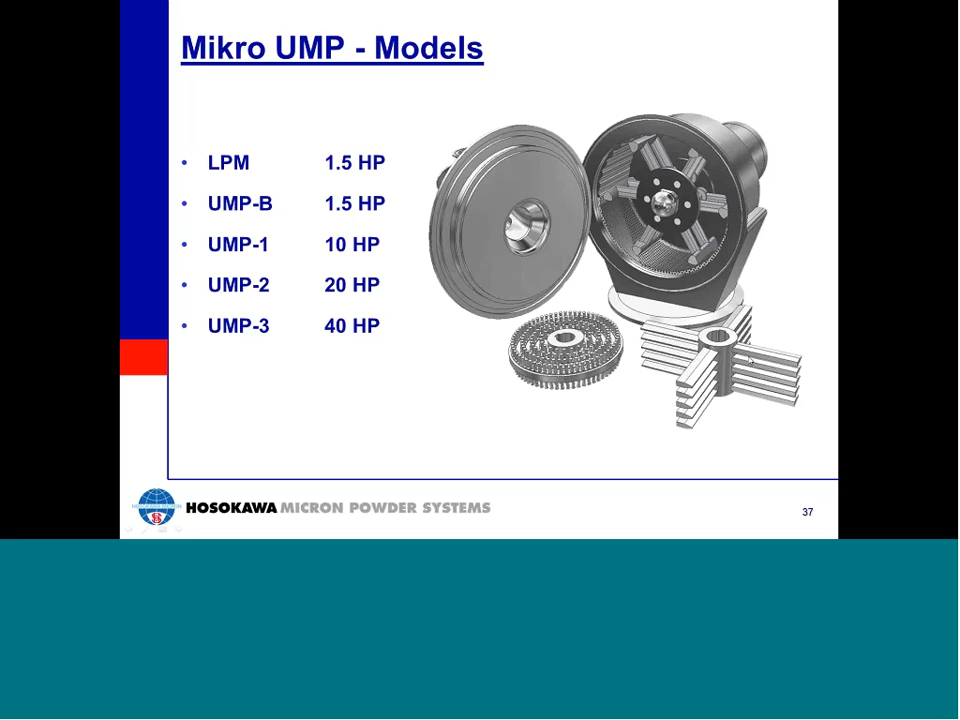 Mikro UMP - Models
• LPM 1.5 HP
• UMP-B 1.5 HP
• UMP-1 10 HP
• UMP-2 20 HP
• UMP-3 40 HP
HOSOKAWA MICRON POWDER SYSTEMS
37